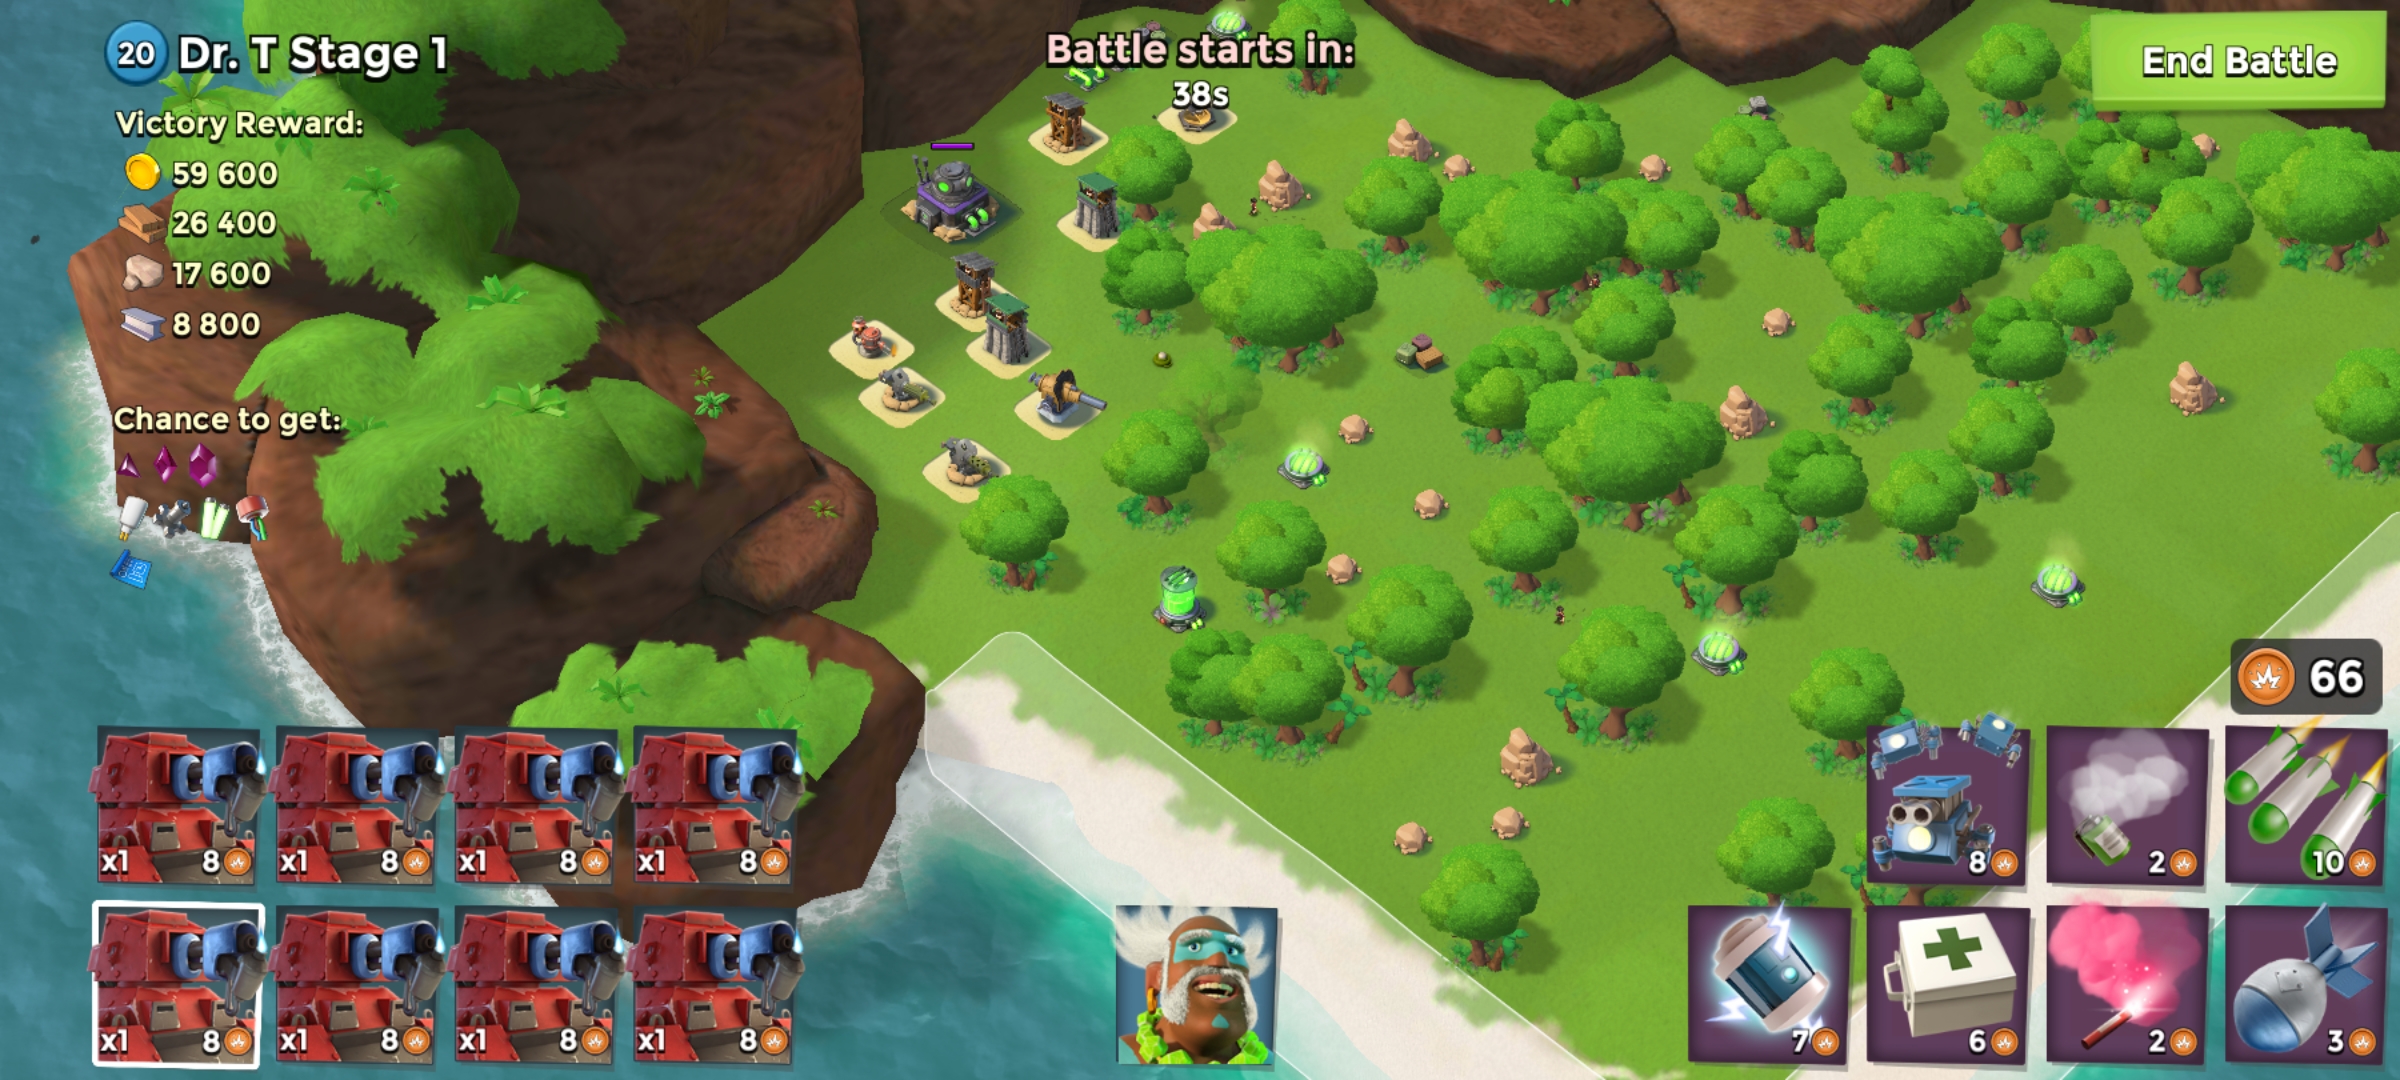 20 Dr. T Stage 1
Battle starts in:
38s
End Battle
Victory Reward:
59 600
26 400
17 600
8 800
Chance to get:
66
x1 8 x1 8 x1 8 x1 8
8 2 10
x1 8 x1 8 x1 8 x1 8
7 6 2 3